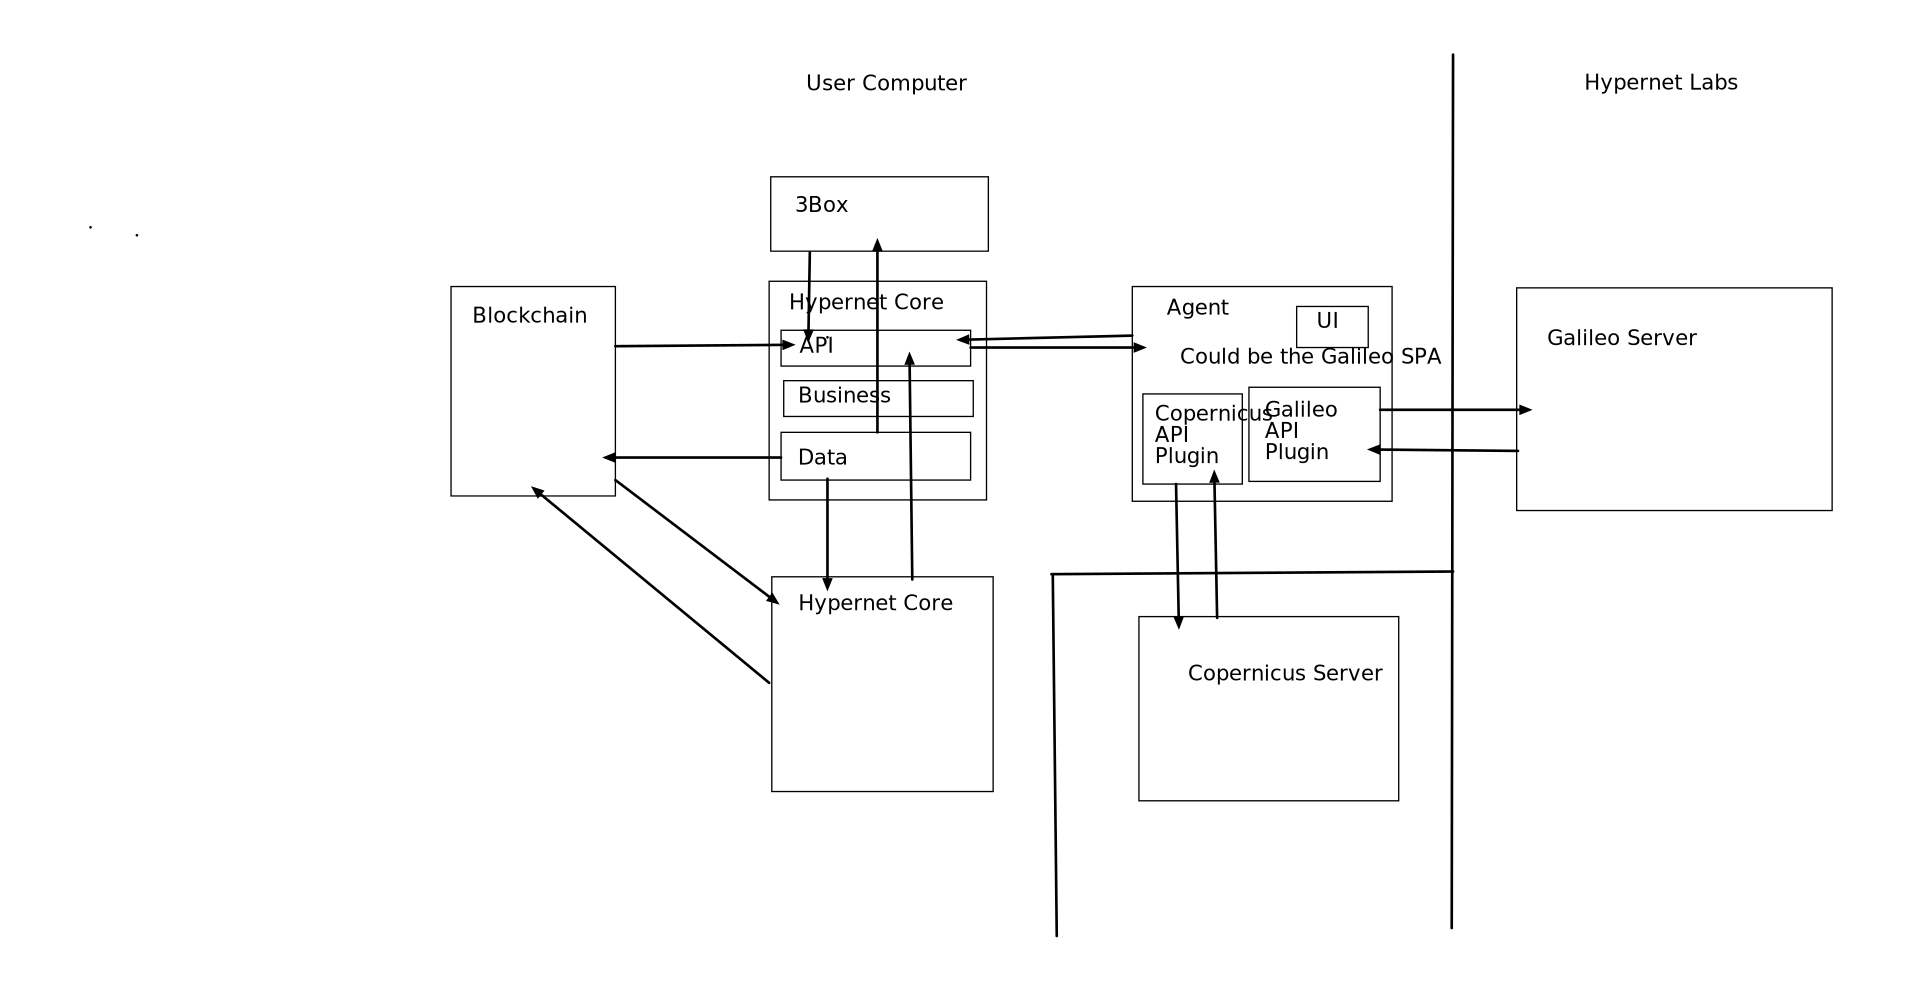 User Computer
Hypernet Labs
3Box
Blockchain
Hypernet Core
API
Business
Data
Agent
UI
Could be the Galileo SPA
Copernicus
API
Plugin
Galileo
API
Plugin
Galileo Server
Hypernet Core
Copernicus Server